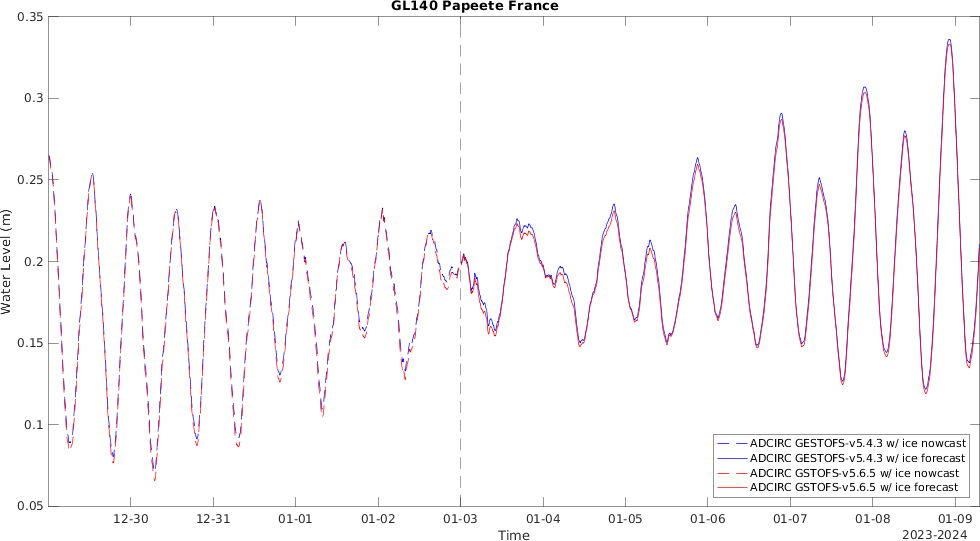 GL140 Papeete France
0.35
0.3
0.25
0.2
0.15
0.1
0.05
Water Level (m)
12-30 12-31 01-01 01-02 01-03 01-04 01-05 01-06 01-07 01-08 01-09
Time
2023-2024
ADCIRC GESTOFS-v5.4.3 w/ ice nowcast
ADCIRC GESTOFS-v5.4.3 w/ ice forecast
ADCIRC GSTOFS-v5.6.5 w/ ice nowcast
ADCIRC GSTOFS-v5.6.5 w/ ice forecast